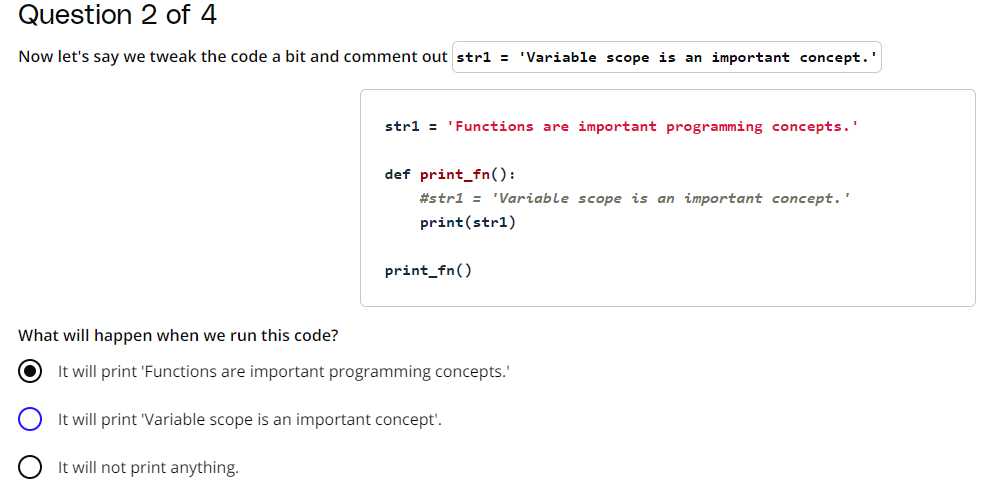 Question 2 of 4
Now let's say we tweak the code a bit and comment out str1 = 'Variable scope is an important concept.'
str1 = 'Functions are important programming concepts.'
def print_fn():
#str1 = 'Variable scope is an important concept.'
print(str1)
print_fn()
What will happen when we run this code?
It will print 'Functions are important programming concepts.'
It will print 'Variable scope is an important concept'.
It will not print anything.